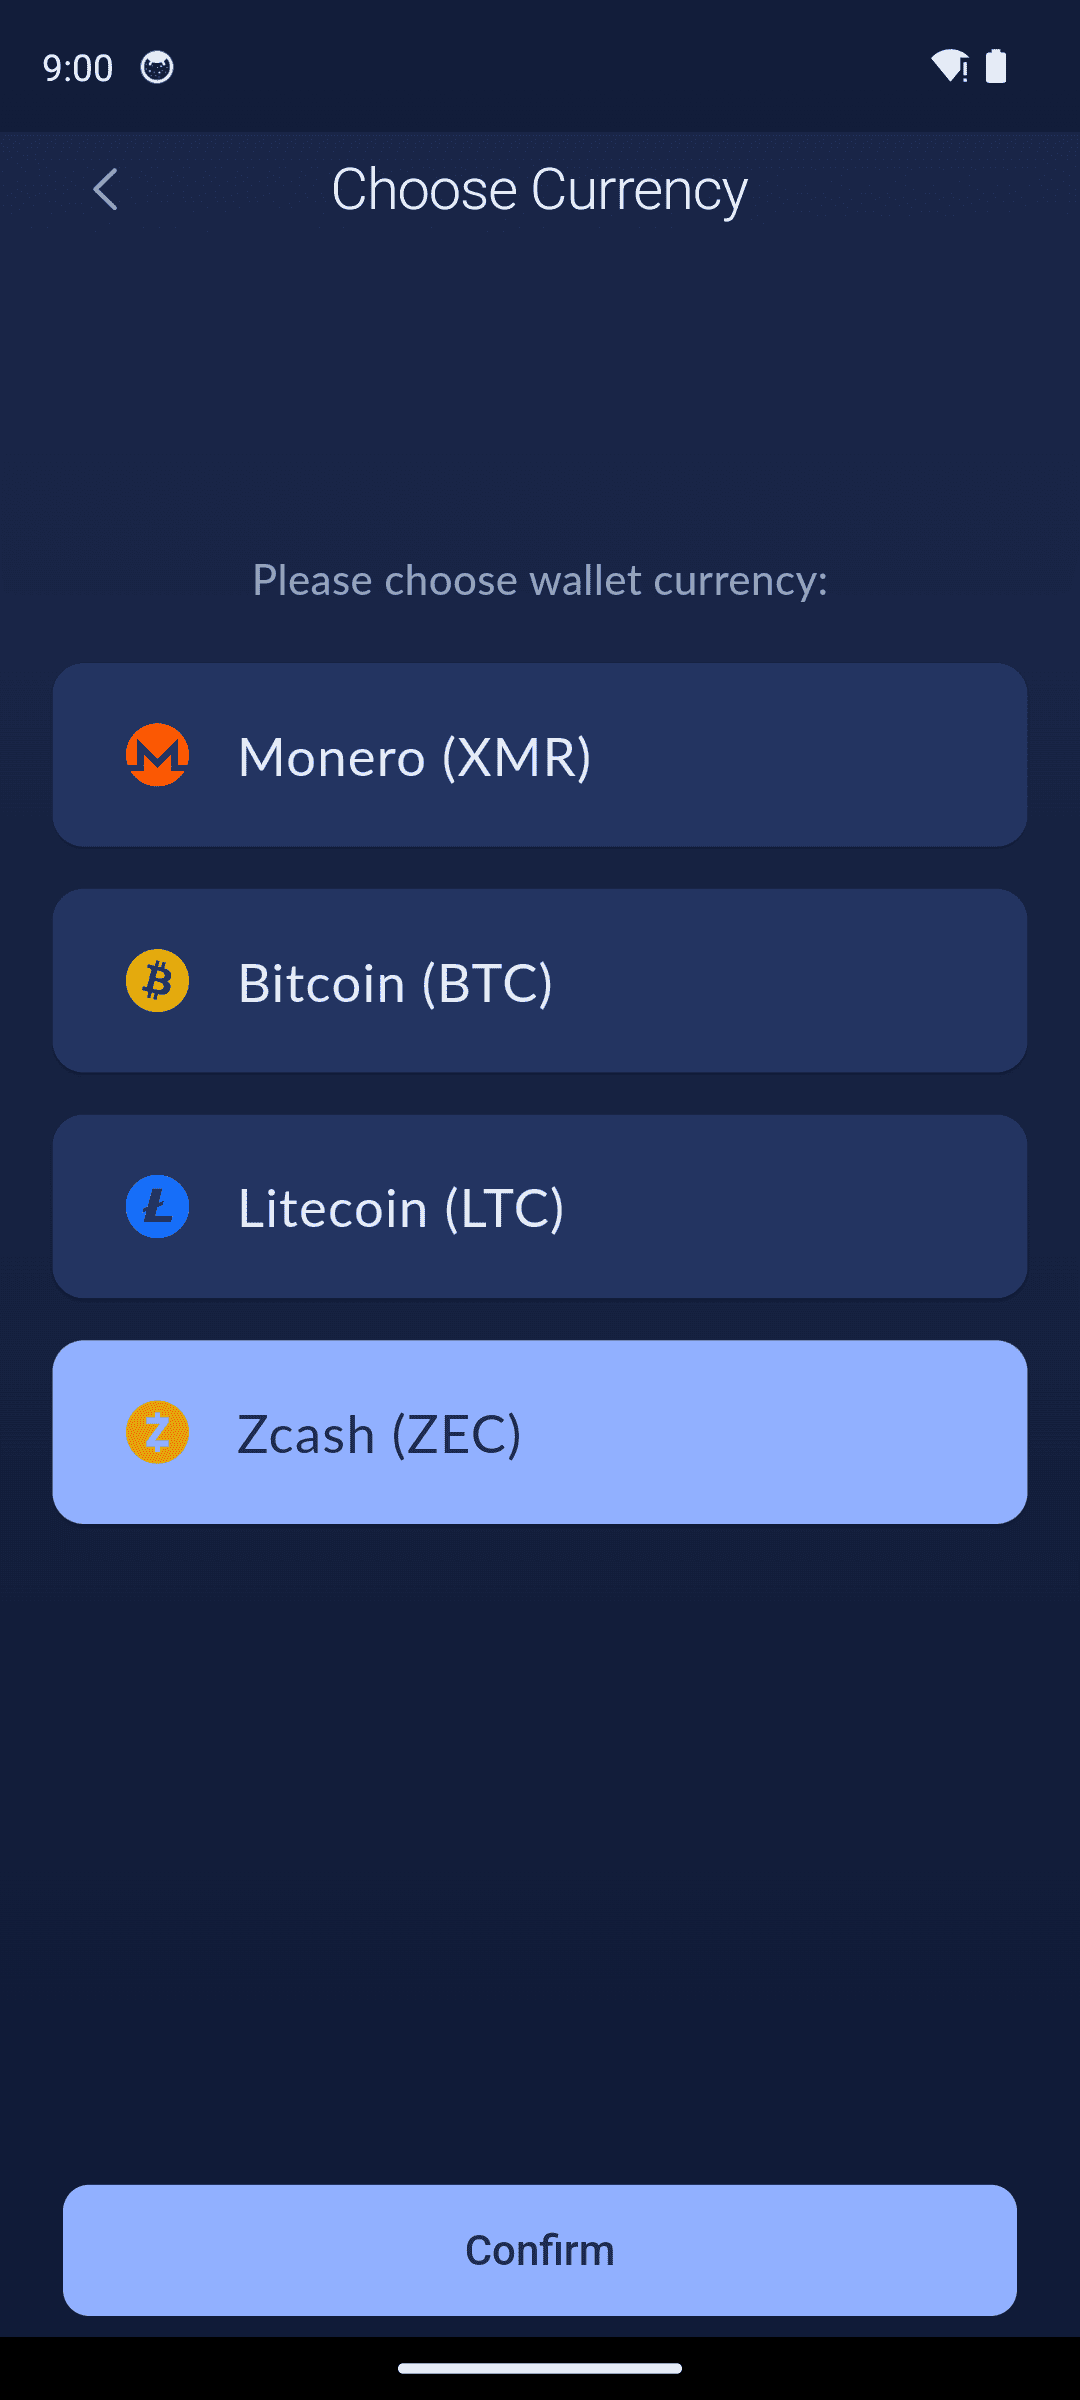 9:00
Choose Currency
Please choose wallet currency:
Monero (XMR)
Bitcoin (BTC)
Litecoin (LTC)
Zcash (ZEC)
Confirm